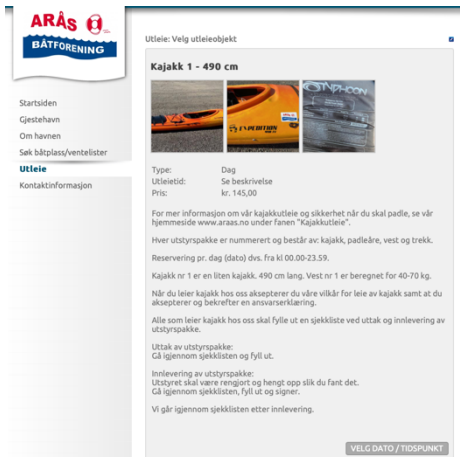 ARÅS
BÅTFORENING
Utleie: Velg utleieobjekt
Kajakk 1 - 490 cm
EXPEDITION
TYPHOON
Startsiden
Gjestehavn
Om havnen
Søk båtplass/ventelister
Utleie
Kontaktinformasjon
Type: Dag
Utleietid: Se beskrivelse
Pris: kr. 145,00
For mer informasjon om vår kajakkutleie og sikkerhet når du skal padle, se vår
hjemmeside www.araas.no under fanen "Kajakkutleie".
Hver utstyrspakke er nummerert og består av: kajakk, padleåre, vest og trekk.
Reservering pr. dag (dato) dvs. fra kl 00.00-23.59.
Kajakk nr 1 er en liten kajakk. 490 cm lang. Vest nr 1 er beregnet for 40-70 kg.
Når du leier kajakk hos oss aksepterer du våre vilkår for leie av kajakk samt at du
aksepterer og bekrefter en ansvarserklæring.
Alle som leier kajakk hos oss skal fylle ut en sjekkliste ved uttak og innlevering av
utstyrspakke.
Uttak av utstyrspakke:
Gå igjennom sjekklisten og fyll ut.
Innlevering av utstyrspakke:
Utstyret skal være rengjort og hengt opp slik du fant det.
Gå igjennom sjekklisten, fyll ut og signer.
Vi går igjennom sjekklisten etter innlevering.
VELG DATO / TIDSPUNKT